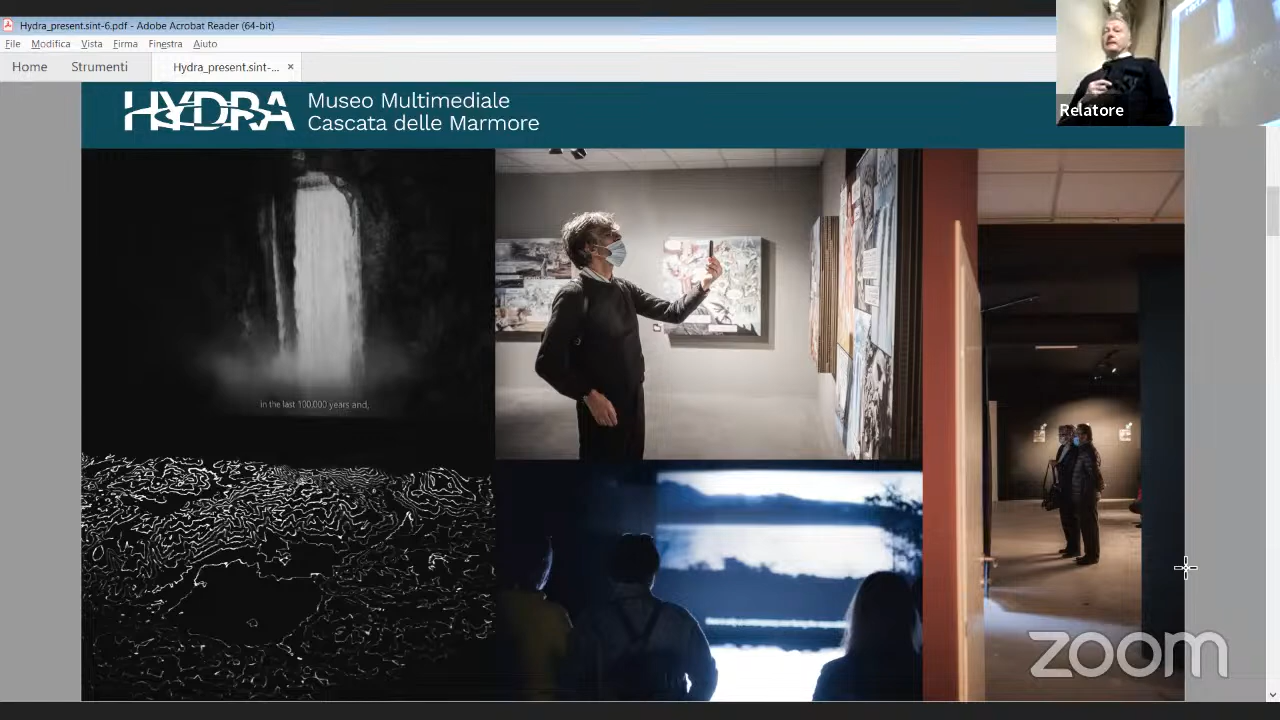 Hydra_present.sint-6.pdf - Adobe Acrobat Reader (64-bit)
File Modifica Vista Firma Finestra Aiuto
Home Strumenti Hydra_present.sint-... ×
HYDRA Museo Multimediale
Cascata delle Marmore
Relatore
in the last 100,000 years and,
zoom